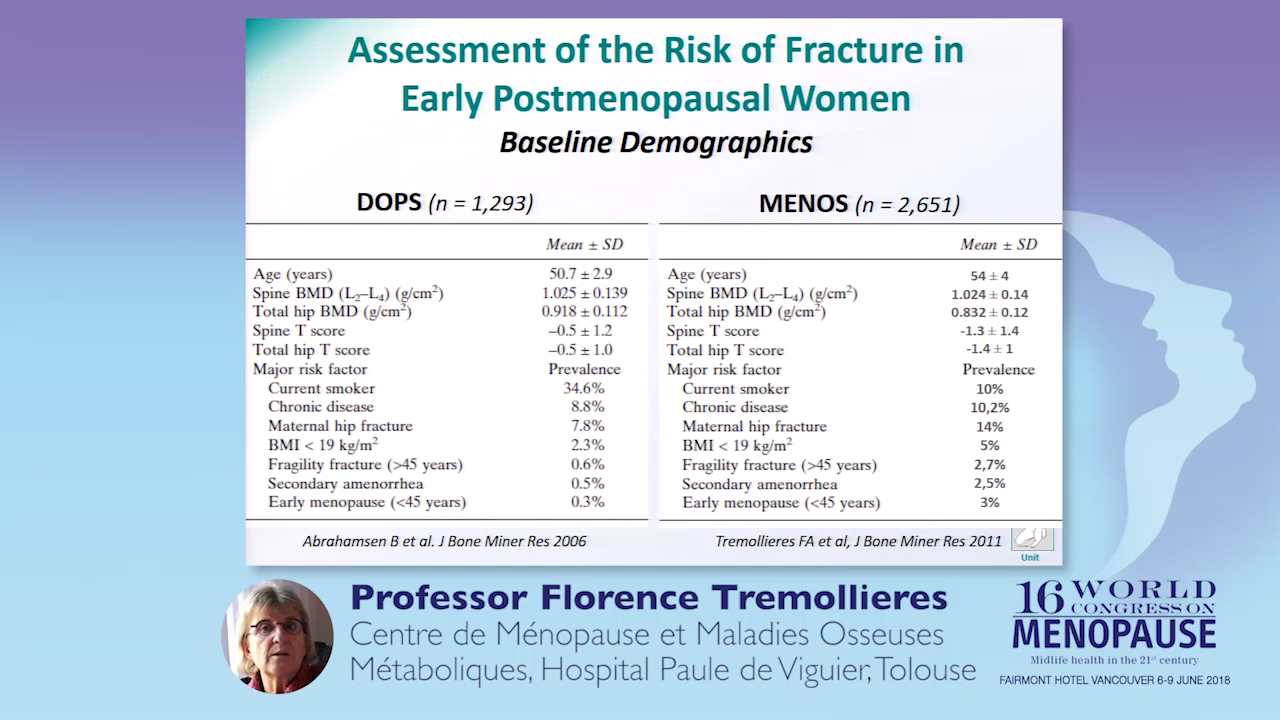 Assessment of the Risk of Fracture in
Early Postmenopausal Women
Baseline Demographics
DOPS (n = 1,293)
Mean ± SD
Age (years) 50.7 ± 2.9
Spine BMD (L2–L4) (g/cm²) 1.025 ± 0.139
Total hip BMD (g/cm²) 0.918 ± 0.112
Spine T score –0.5 ± 1.2
Total hip T score –0.5 ± 1.0
Major risk factor Prevalence
Current smoker 34.6%
Chronic disease 8.8%
Maternal hip fracture 7.8%
BMI < 19 kg/m² 2.3%
Fragility fracture (>45 years) 0.6%
Secondary amenorrhea 0.5%
Early menopause (<45 years) 0.3%
Abrahamsen B et al. J Bone Miner Res 2006
MENOS (n = 2,651)
Mean ± SD
Age (years) 54 ± 4
Spine BMD (L2–L4) (g/cm²) 1.024 ± 0.14
Total hip BMD (g/cm²) 0.832 ± 0.12
Spine T score -1.3 ± 1.4
Total hip T score -1.4 ± 1
Major risk factor Prevalence
Current smoker 10%
Chronic disease 10,2%
Maternal hip fracture 14%
BMI < 19 kg/m² 5%
Fragility fracture (>45 years) 2,7%
Secondary amenorrhea 2,5%
Early menopause (<45 years) 3%
Tremollieres FA et al, J Bone Miner Res 2011
Unit
Professor Florence Tremollieres
Centre de Ménopause et Maladies Osseuses
Métaboliques, Hospital Paule de Viguier, Tolouse
16 WORLD
CONGRESS ON
MENOPAUSE
Midlife health in the 21st century
FAIRMONT HOTEL VANCOUVER 6-9 JUNE 2018